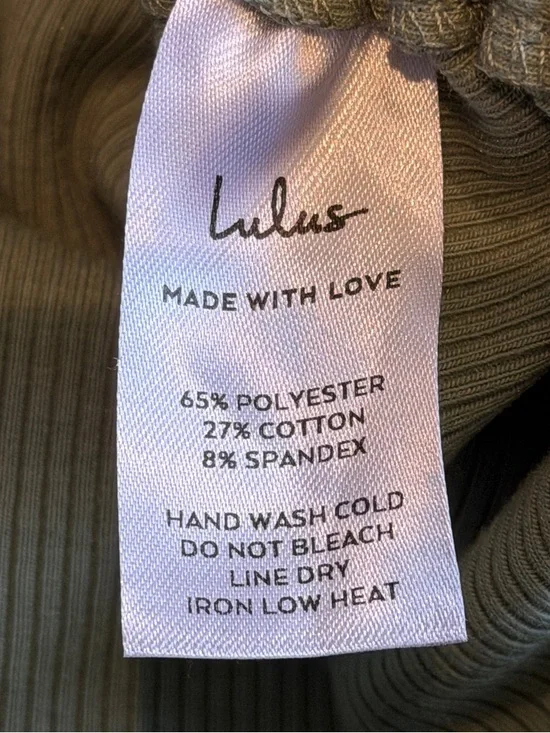 Lulus
MADE WITH LOVE
65% POLYESTER
27% COTTON
8% SPANDEX
HAND WASH COLD
DO NOT BLEACH
LINE DRY
IRON LOW HEAT